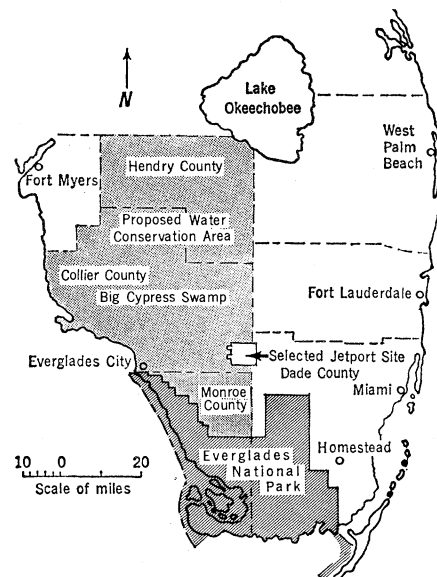 Lake
Okeechobee
N
West
Palm
Beach
Hendry County
Fort Myers
Proposed Water
Conservation Area
Collier County
Big Cypress Swamp
Fort Lauderdale
Selected Jetport Site
Dade County
Everglades City
Miami
Monroe
County
Everglades
National
Park
Homestead
10 0 20
Scale of miles